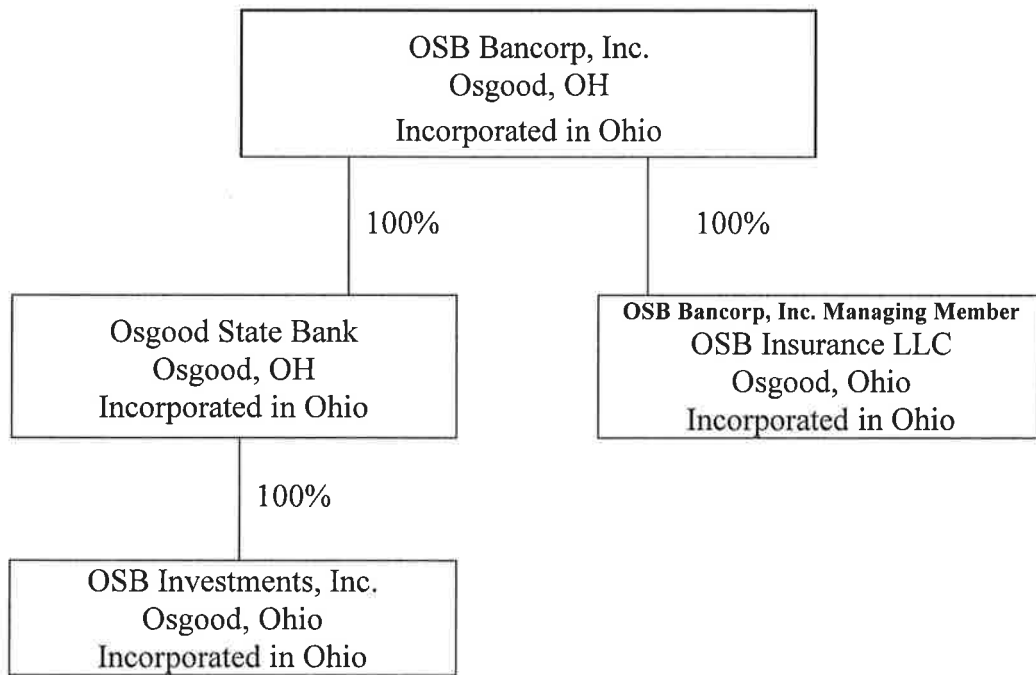 OSB Bancorp, Inc.
Osgood, OH
Incorporated in Ohio
100%
100%
Osgood State Bank
Osgood, OH
Incorporated in Ohio
OSB Bancorp, Inc. Managing Member
OSB Insurance LLC
Osgood, Ohio
Incorporated in Ohio
100%
OSB Investments, Inc.
Osgood, Ohio
Incorporated in Ohio